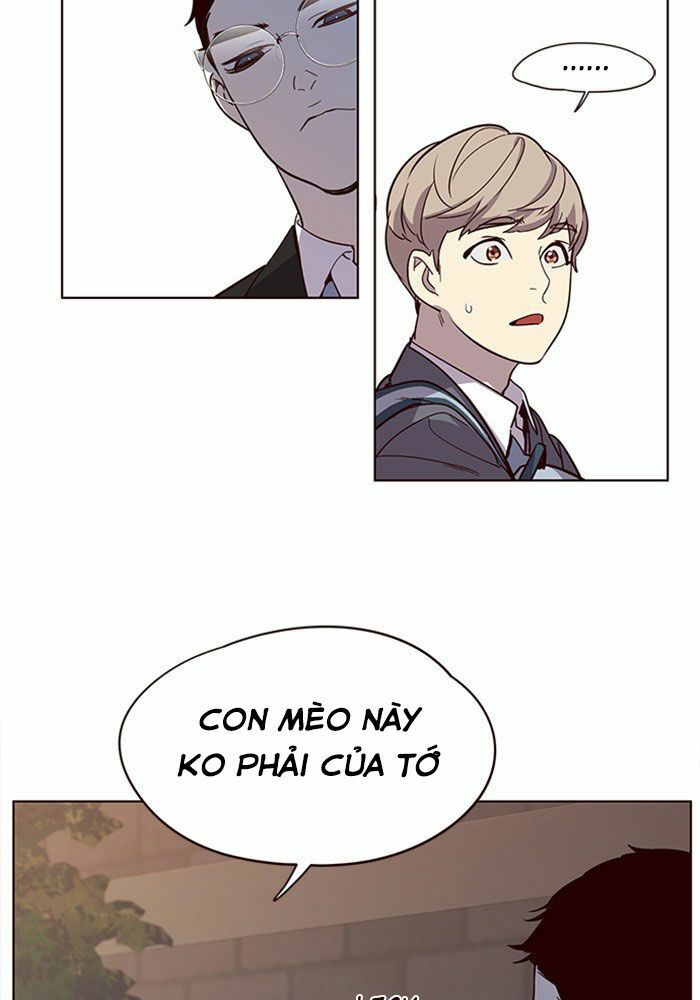 ......
CON MÈO NÀY
KO PHẢI CỦA TỚ